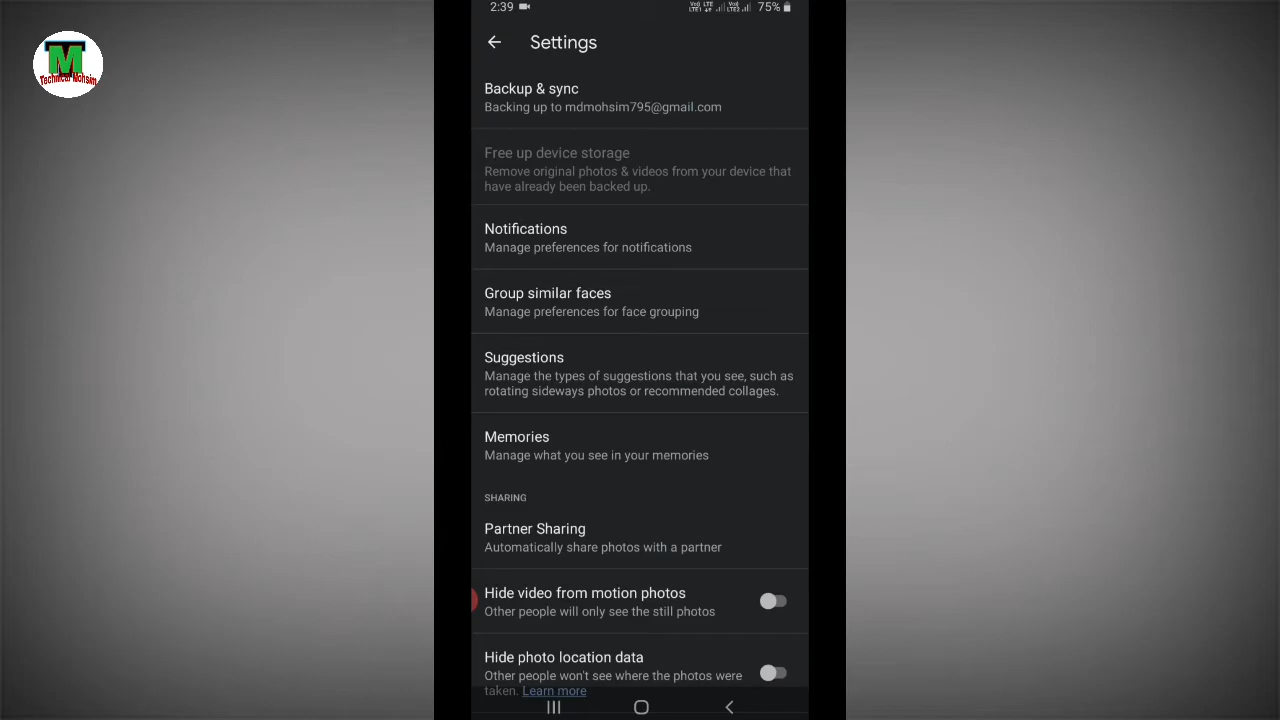 2:39
75%
M
Technical Mohsim
Settings
Backup & sync
Backing up to mdmohsim795@gmail.com
Free up device storage
Remove original photos & videos from your device that
have already been backed up.
Notifications
Manage preferences for notifications
Group similar faces
Manage preferences for face grouping
Suggestions
Manage the types of suggestions that you see, such as
rotating sideways photos or recommended collages.
Memories
Manage what you see in your memories
SHARING
Partner Sharing
Automatically share photos with a partner
Hide video from motion photos
Other people will only see the still photos
Hide photo location data
Other people won't see where the photos were
taken. Learn more